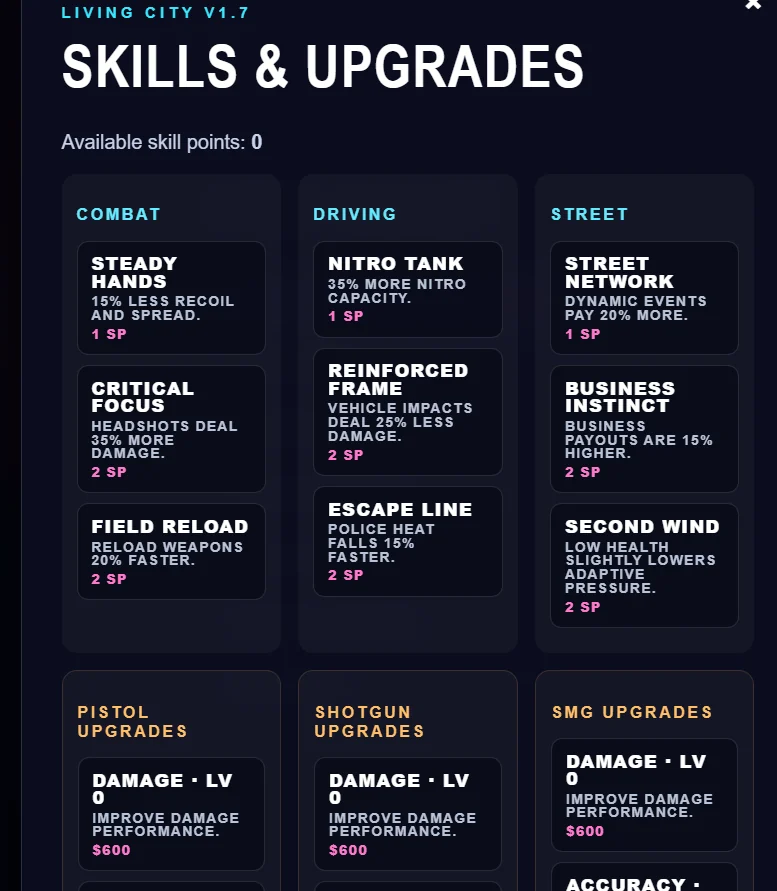 LIVING CITY V1.7
SKILLS & UPGRADES
Available skill points: 0
COMBAT
STEADY
HANDS
15% LESS RECOIL
AND SPREAD.
1 SP
CRITICAL
FOCUS
HEADSHOTS DEAL
35% MORE
DAMAGE.
2 SP
FIELD RELOAD
RELOAD WEAPONS
20% FASTER.
2 SP
DRIVING
NITRO TANK
35% MORE NITRO
CAPACITY.
1 SP
REINFORCED
FRAME
VEHICLE IMPACTS
DEAL 25% LESS
DAMAGE.
2 SP
ESCAPE LINE
POLICE HEAT
FALLS 15%
FASTER.
2 SP
STREET
STREET
NETWORK
DYNAMIC EVENTS
PAY 20% MORE.
1 SP
BUSINESS
INSTINCT
BUSINESS
PAYOUTS ARE 15%
HIGHER.
2 SP
SECOND WIND
LOW HEALTH
SLIGHTLY LOWERS
ADAPTIVE
PRESSURE.
2 SP
PISTOL
UPGRADES
DAMAGE · LV
0
IMPROVE DAMAGE
PERFORMANCE.
$600
SHOTGUN
UPGRADES
DAMAGE · LV
0
IMPROVE DAMAGE
PERFORMANCE.
$600
SMG UPGRADES
DAMAGE · LV
0
IMPROVE DAMAGE
PERFORMANCE.
$600
ACCURACY ·